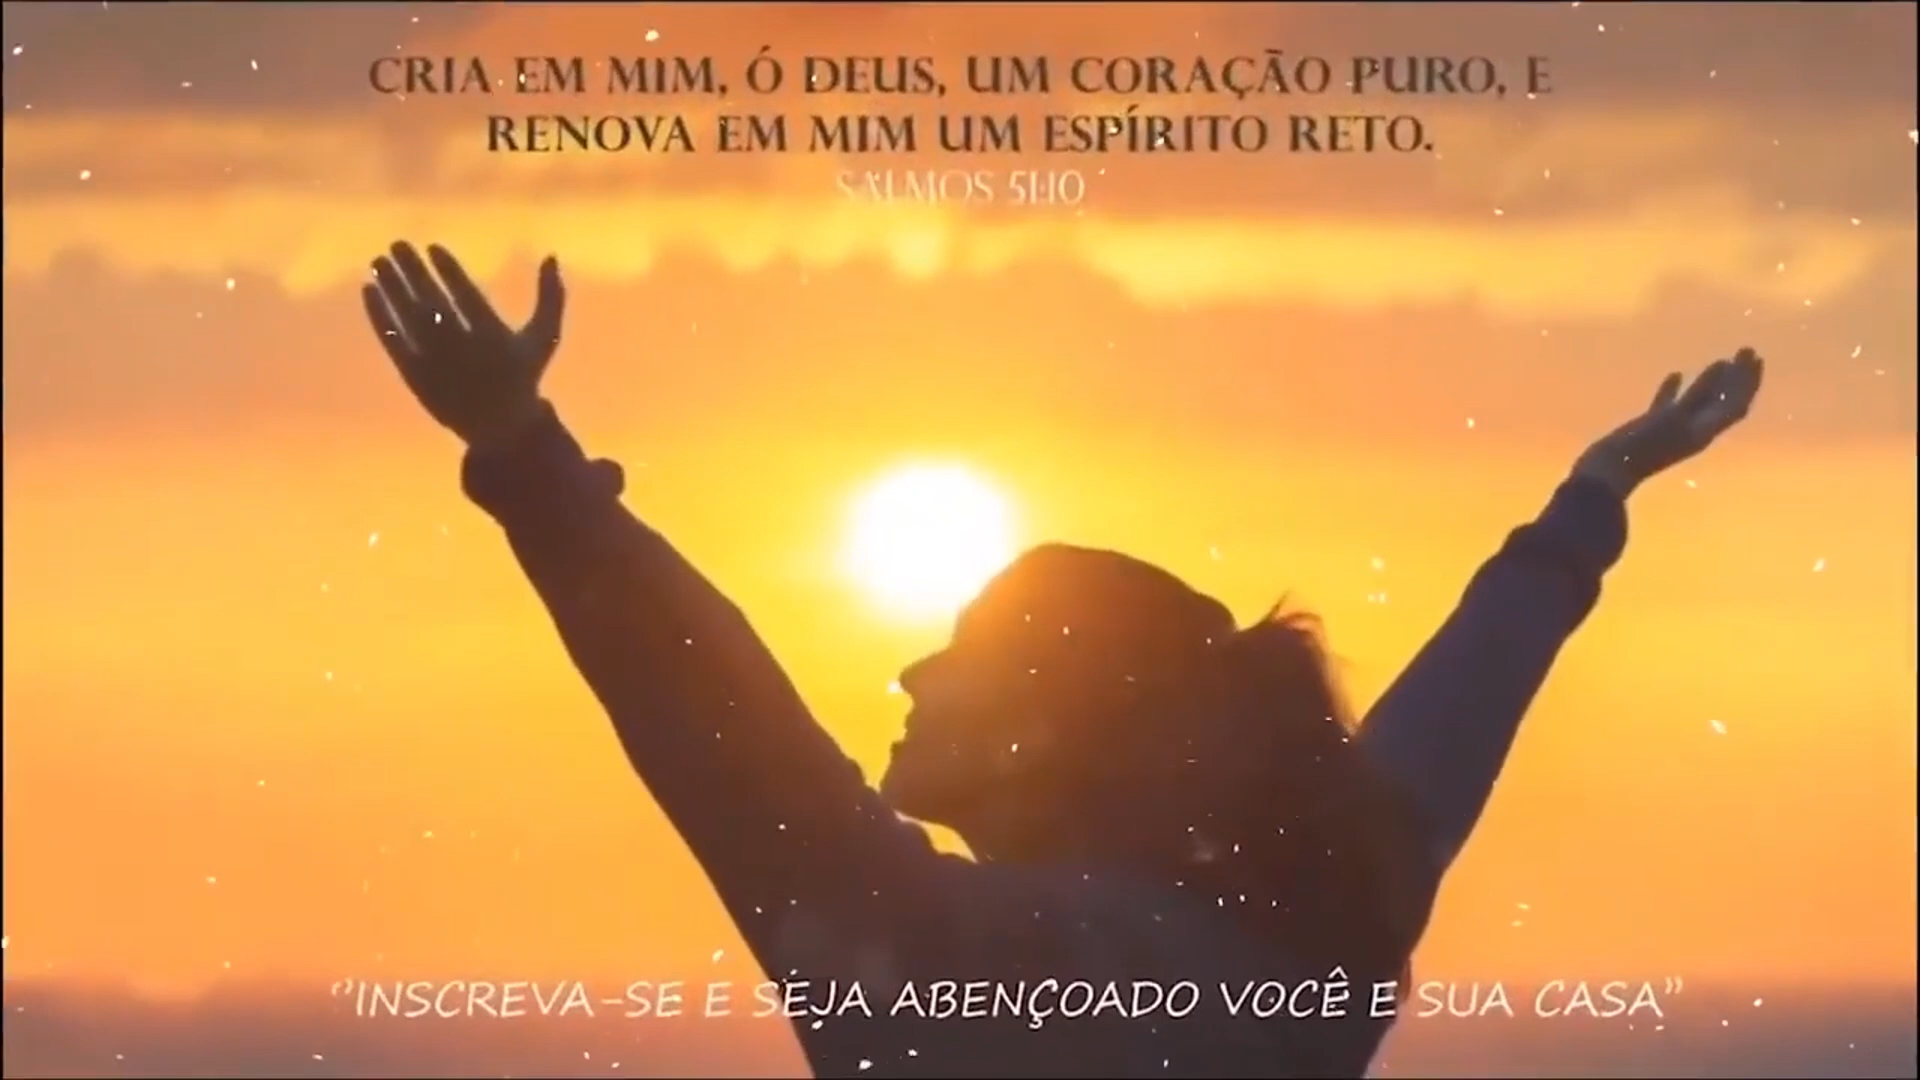 CRIA EM MIM, Ó DEUS, UM CORAÇÃO PURO, E
RENOVA EM MIM UM ESPÍRITO RETO.
SALMOS 51:10
“INSCREVA-SE E SEJA ABENÇOADO VOCÊ E SUA CASA”